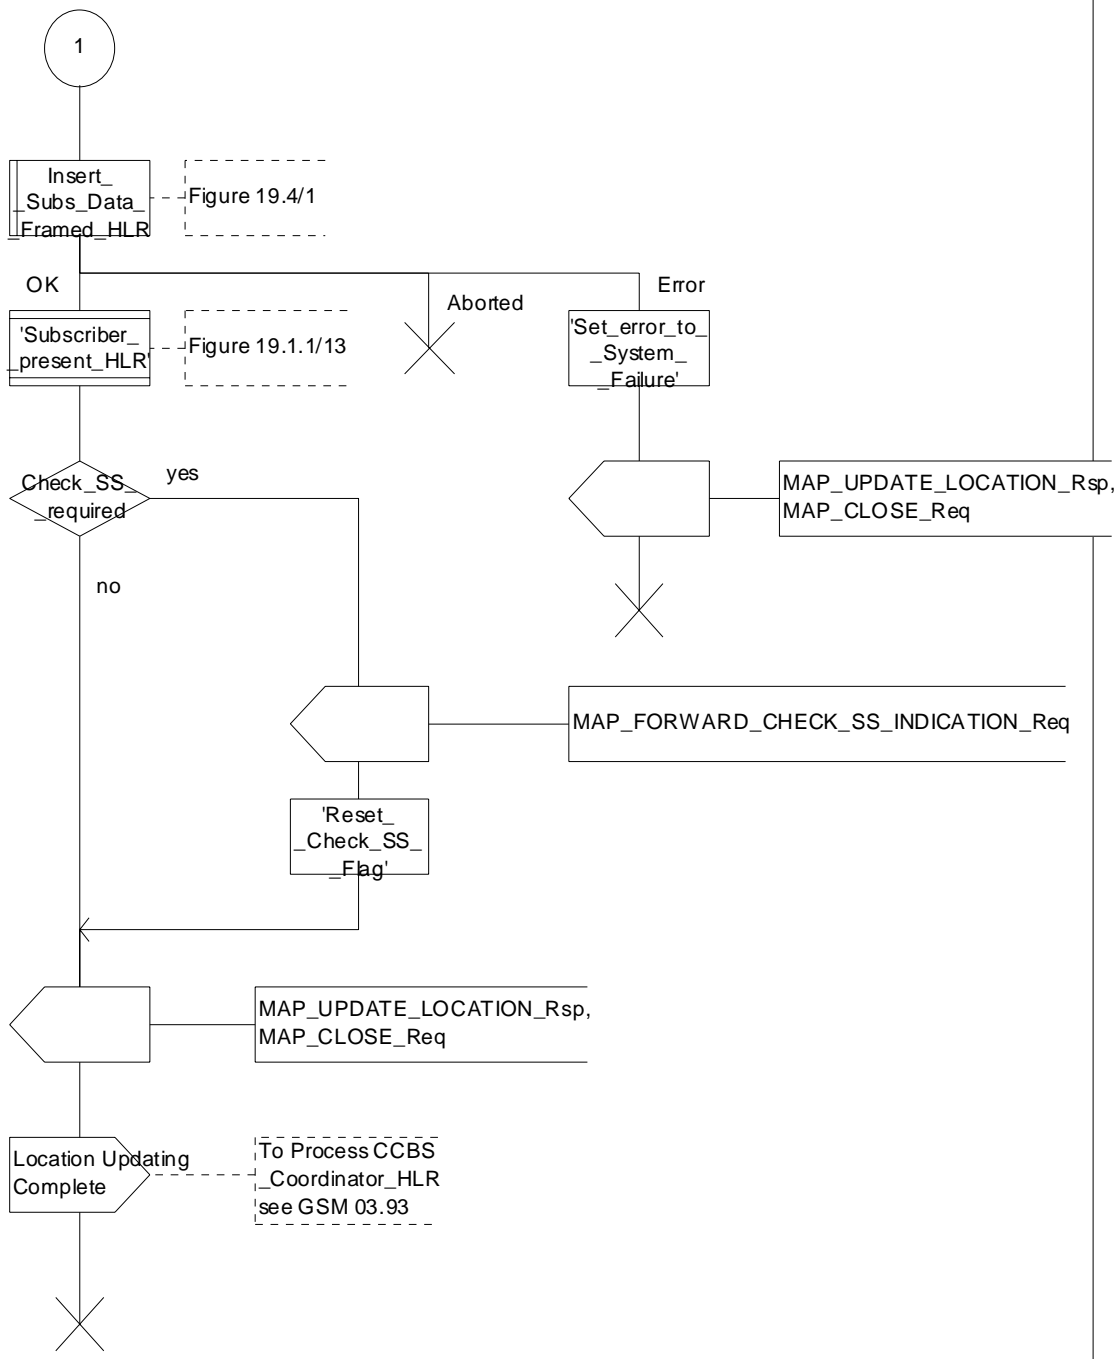 1
Insert_
_Subs_Data_
_Framed_HLR
Figure 19.4/1
OK
Aborted
Error
'Subscriber_
_present_HLR'
Figure 19.1.1/13
'Set_error_to_
_System_
_Failure'
Check_SS_
_required
yes
MAP_UPDATE_LOCATION_Rsp,
MAP_CLOSE_Req
no
MAP_FORWARD_CHECK_SS_INDICATION_Req
'Reset_
_Check_SS_
_Flag'
MAP_UPDATE_LOCATION_Rsp,
MAP_CLOSE_Req
Location Updating
Complete
To Process CCBS
_Coordinator_HLR
see GSM 03.93